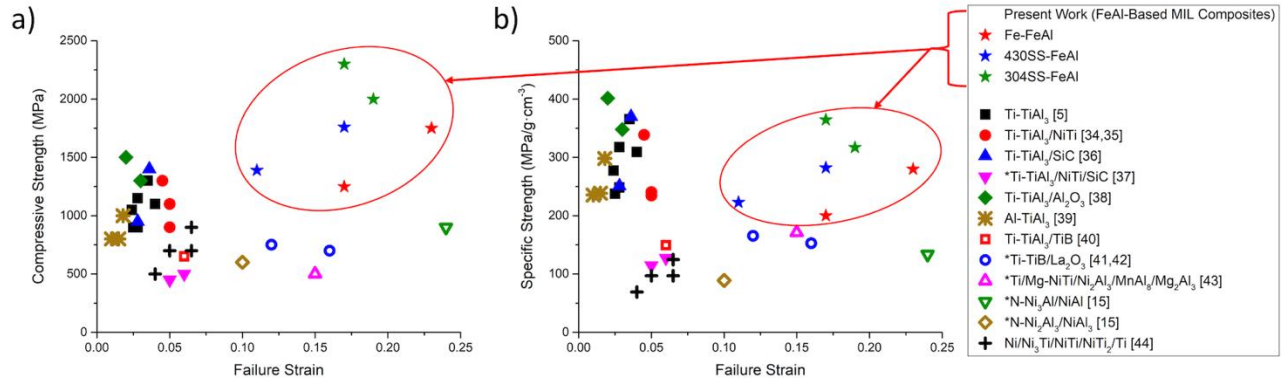 a)
2500
2000
1500
1000
500
0
Compressive Strength (MPa)
0.00 0.05 0.10 0.15 0.20 0.25
Failure Strain
b)
500
400
300
200
100
0
Specific Strength (MPa/g·cm⁻³)
0.00 0.05 0.10 0.15 0.20 0.25
Failure Strain
Present Work (FeAl-Based MIL Composites)
Fe-FeAl
430SS-FeAl
304SS-FeAl
Ti-TiAl₃ [5]
Ti-TiAl₃/NiTi [34,35]
Ti-TiAl₃/SiC [36]
*Ti-TiAl₃/NiTi/SiC [37]
Ti-TiAl₃/Al₂O₃ [38]
Al-TiAl₃ [39]
Ti-TiAl₃/TiB [40]
*Ti-TiB/La₂O₃ [41,42]
*Ti/Mg-NiTi/Ni₂Al₃/MnAl₈/Mg₂Al₃ [43]
*N-Ni₃Al/NiAl [15]
*N-Ni₂Al₃/NiAl₃ [15]
Ni/Ni₃Ti/NiTi/NiTi₂/Ti [44]